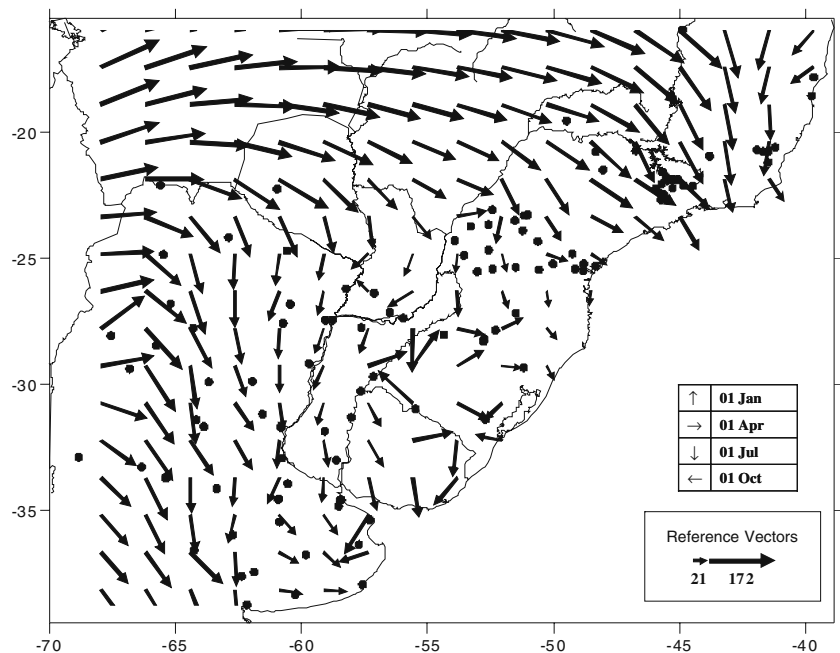 -20
-25
-30
-35
↑ 01 Jan
→ 01 Apr
↓ 01 Jul
← 01 Oct
Reference Vectors
21 172
-70 -65 -60 -55 -50 -45 -40